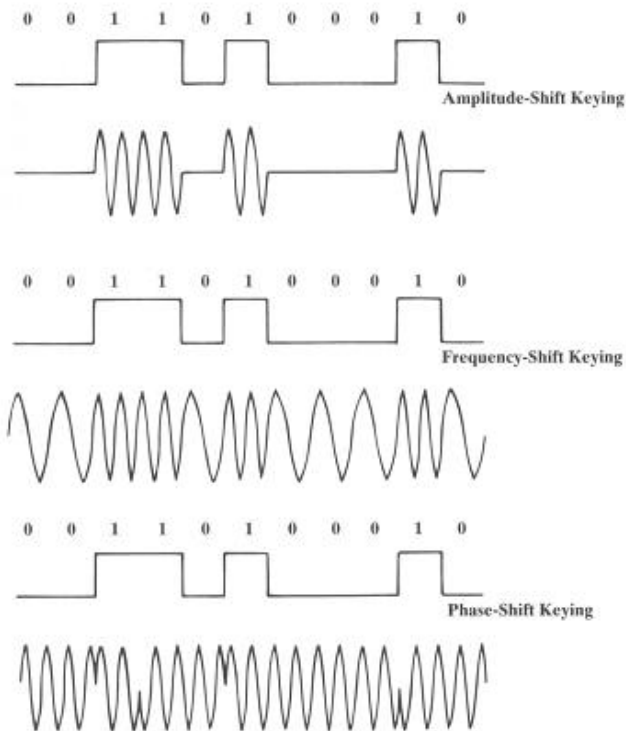 0 0 1 1 0 1 0 0 0 1 0
Amplitude-Shift Keying
0 0 1 1 0 1 0 0 0 1 0
Frequency-Shift Keying
0 0 1 1 0 1 0 0 0 1 0
Phase-Shift Keying